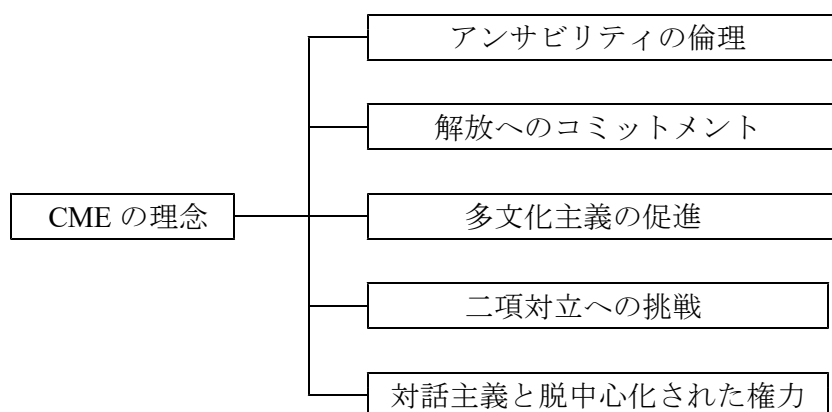 アンサビリティの倫理
解放へのコミットメント
CME の理念
多文化主義の促進
二項対立への挑戦
対話主義と脱中心化された権力